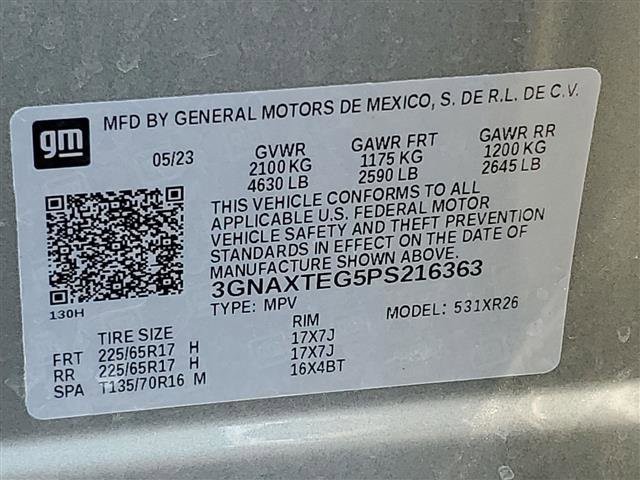 gm
MFD BY GENERAL MOTORS DE MEXICO, S. DE R.L. DE C.V.
05/23 GVWR GAWR FRT GAWR RR
2100 KG 1175 KG 1200 KG
4630 LB 2590 LB 2645 LB
THIS VEHICLE CONFORMS TO ALL
APPLICABLE U.S. FEDERAL MOTOR
VEHICLE SAFETY AND THEFT PREVENTION
STANDARDS IN EFFECT ON THE DATE OF
MANUFACTURE SHOWN ABOVE.
3GNAXTEG5PS216363
130H TYPE: MPV MODEL: 531XR26
TIRE SIZE RIM
FRT 225/65R17 H 17X7J
RR 225/65R17 H 17X7J
SPA T135/70R16 M 16X4BT